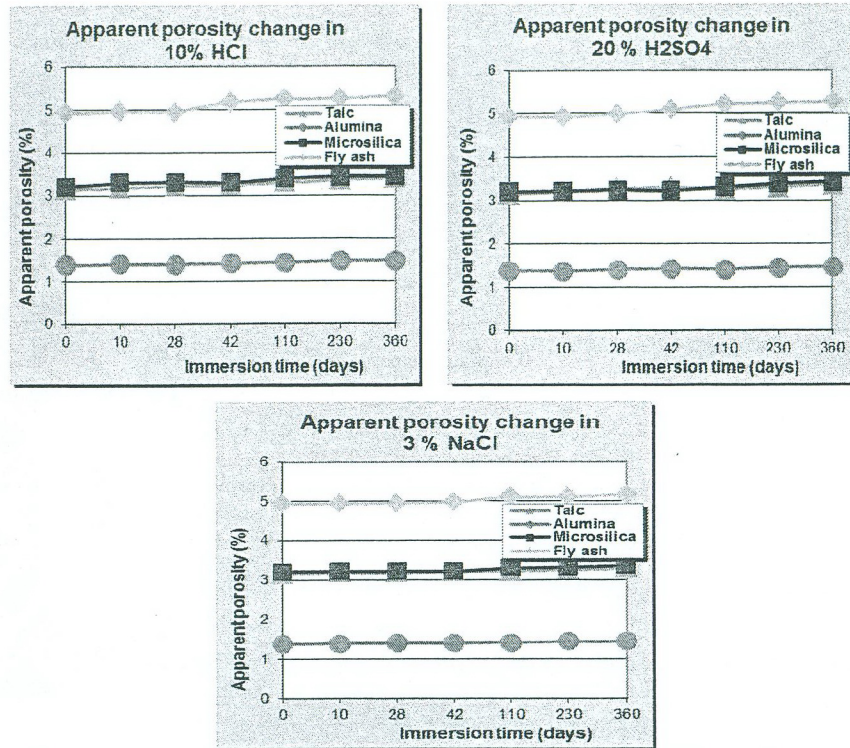 Apparent porosity change in
10% HCl
Apparent porosity (%)
6
5
4
3
2
1
0
Talc
Alumina
Microsilica
Fly ash
0 10 28 42 110 230 360
Immersion time (days)
Apparent porosity change in
20 % H2SO4
Apparent porosity (%)
6
5
4
3
2
1
0
Talc
Alumina
Microsilica
Fly ash
0 10 28 42 110 230 360
Immersion time (days)
Apparent porosity change in
3 % NaCl
Apparent porosity (%)
6
5
4
3
2
1
0
Talc
Alumina
Microsilica
Fly ash
0 10 28 42 110 230 360
Immersion time (days)